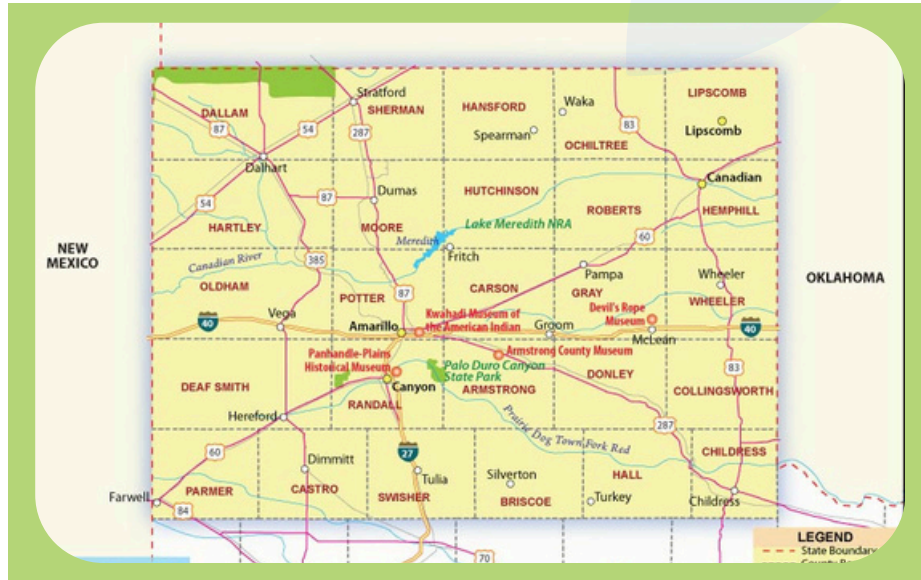 Stratford
DALLAM
SHERMAN
HANSFORD
Waka
LIPSCOMB
87
54
287
Spearman
83
Lipscomb
OCHILTREE
Dalhart
Canadian
54
87
Dumas
HUTCHINSON
ROBERTS
HEMPHILL
HARTLEY
MOORE
Lake Meredith NRA
60
NEW
MEXICO
Meredith
Fritch
Canadian River
385
Pampa
Wheeler
OKLAHOMA
OLDHAM
POTTER
87
CARSON
GRAY
WHEELER
Vega
Kwahadi Museum of
the American Indian
Devil's Rope
Museum
40
Amarillo
Groom
McLean
40
Panhandle-Plains
Historical Museum
Armstrong County Museum
Palo Duro Canyon
State Park
83
DEAF SMITH
Canyon
ARMSTRONG
DONLEY
COLLINGSWORTH
RANDALL
Hereford
Prairie Dog Town Fork Red
287
60
27
CHILDRESS
Dimmitt
Tulia
Silverton
HALL
PARMER
CASTRO
SWISHER
BRISCOE
Turkey
Childress
Farwell
84
70
LEGEND
State Boundary